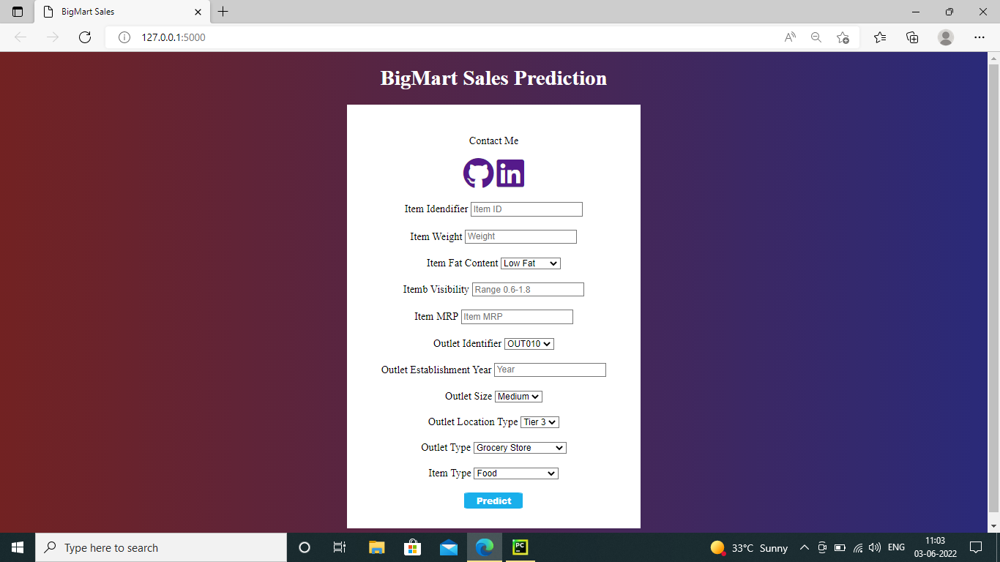 BigMart Sales
127.0.0.1:5000
BigMart Sales Prediction
Contact Me
in
Item Idendifier Item ID
Item Weight Weight
Item Fat Content Low Fat
Itemb Visibility Range 0.6-1.8
Item MRP Item MRP
Outlet Identifier OUT010
Outlet Establishment Year Year
Outlet Size Medium
Outlet Location Type Tier 3
Outlet Type Grocery Store
Item Type Food
Predict
Type here to search
PC
33°C Sunny
ENG
11:03
03-06-2022